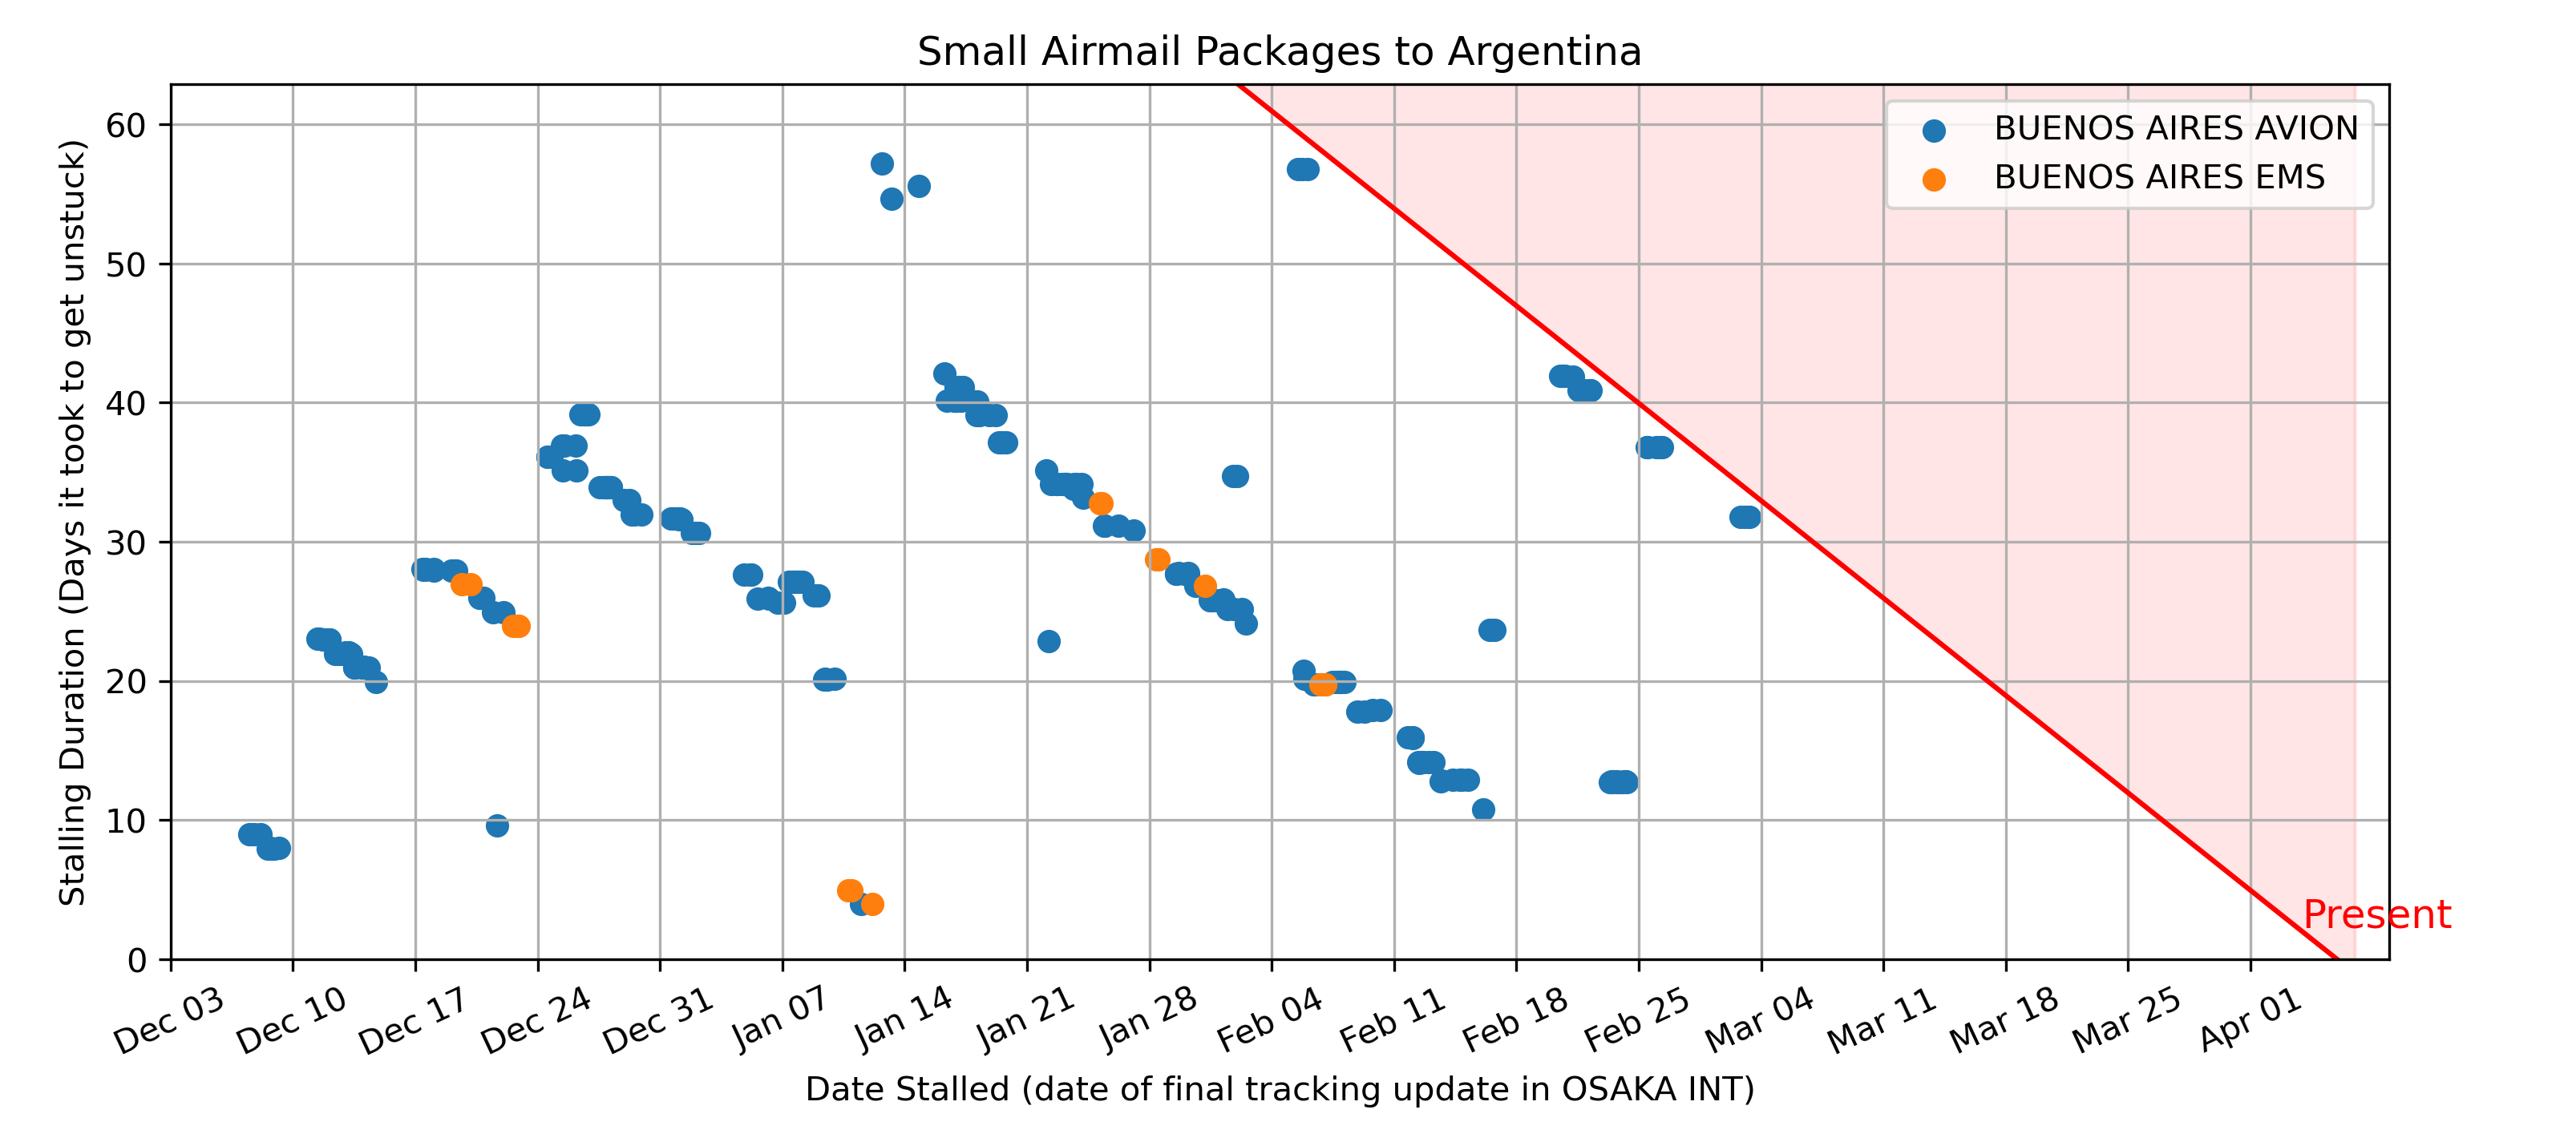 Small Airmail Packages to Argentina
BUENOS AIRES AVION
BUENOS AIRES EMS
Stalling Duration (Days it took to get unstuck)
60
50
40
30
20
10
0
Present
Dec 03
Dec 10
Dec 17
Dec 24
Dec 31
Jan 07
Jan 14
Jan 21
Jan 28
Feb 04
Feb 11
Feb 18
Feb 25
Mar 04
Mar 11
Mar 18
Mar 25
Apr 01
Date Stalled (date of final tracking update in OSAKA INT)